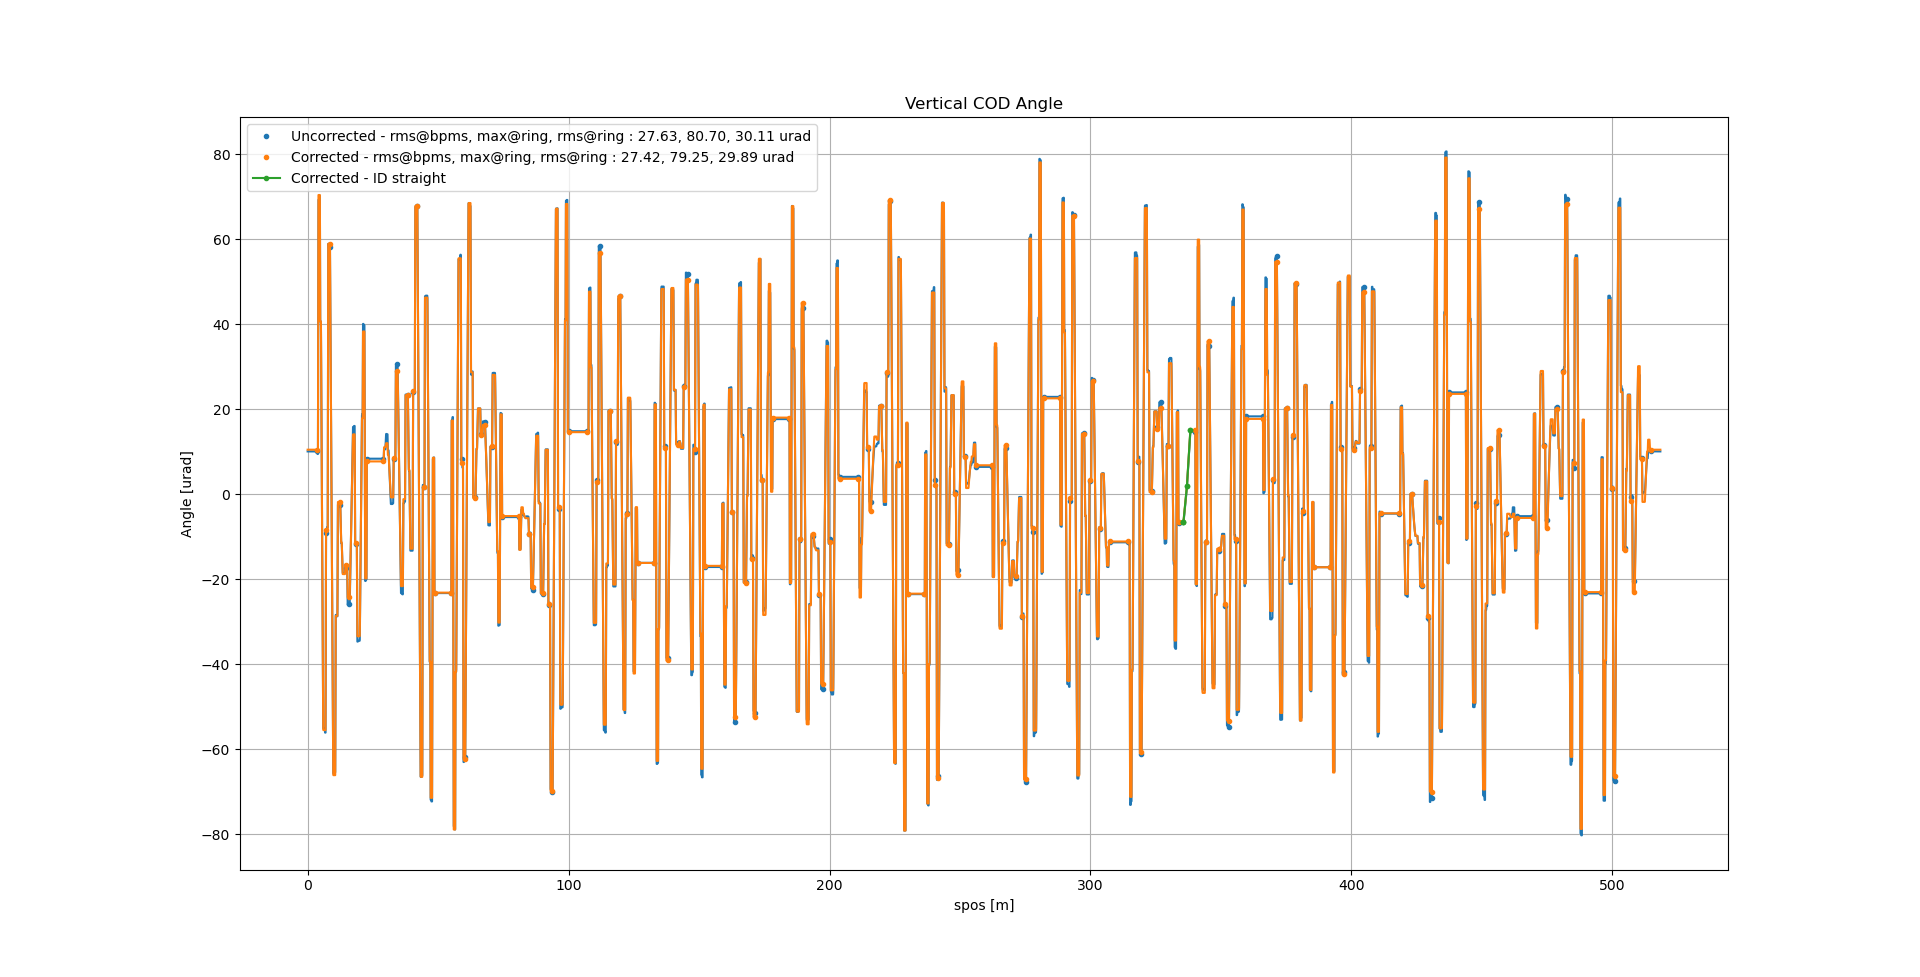 Vertical COD Angle
Uncorrected - rms@bpms, max@ring, rms@ring : 27.63, 80.70, 30.11 urad
Corrected - rms@bpms, max@ring, rms@ring : 27.42, 79.25, 29.89 urad
Corrected - ID straight
Angle [urad]
80
60
40
20
0
−20
−40
−60
−80
0 100 200 300 400 500
spos [m]